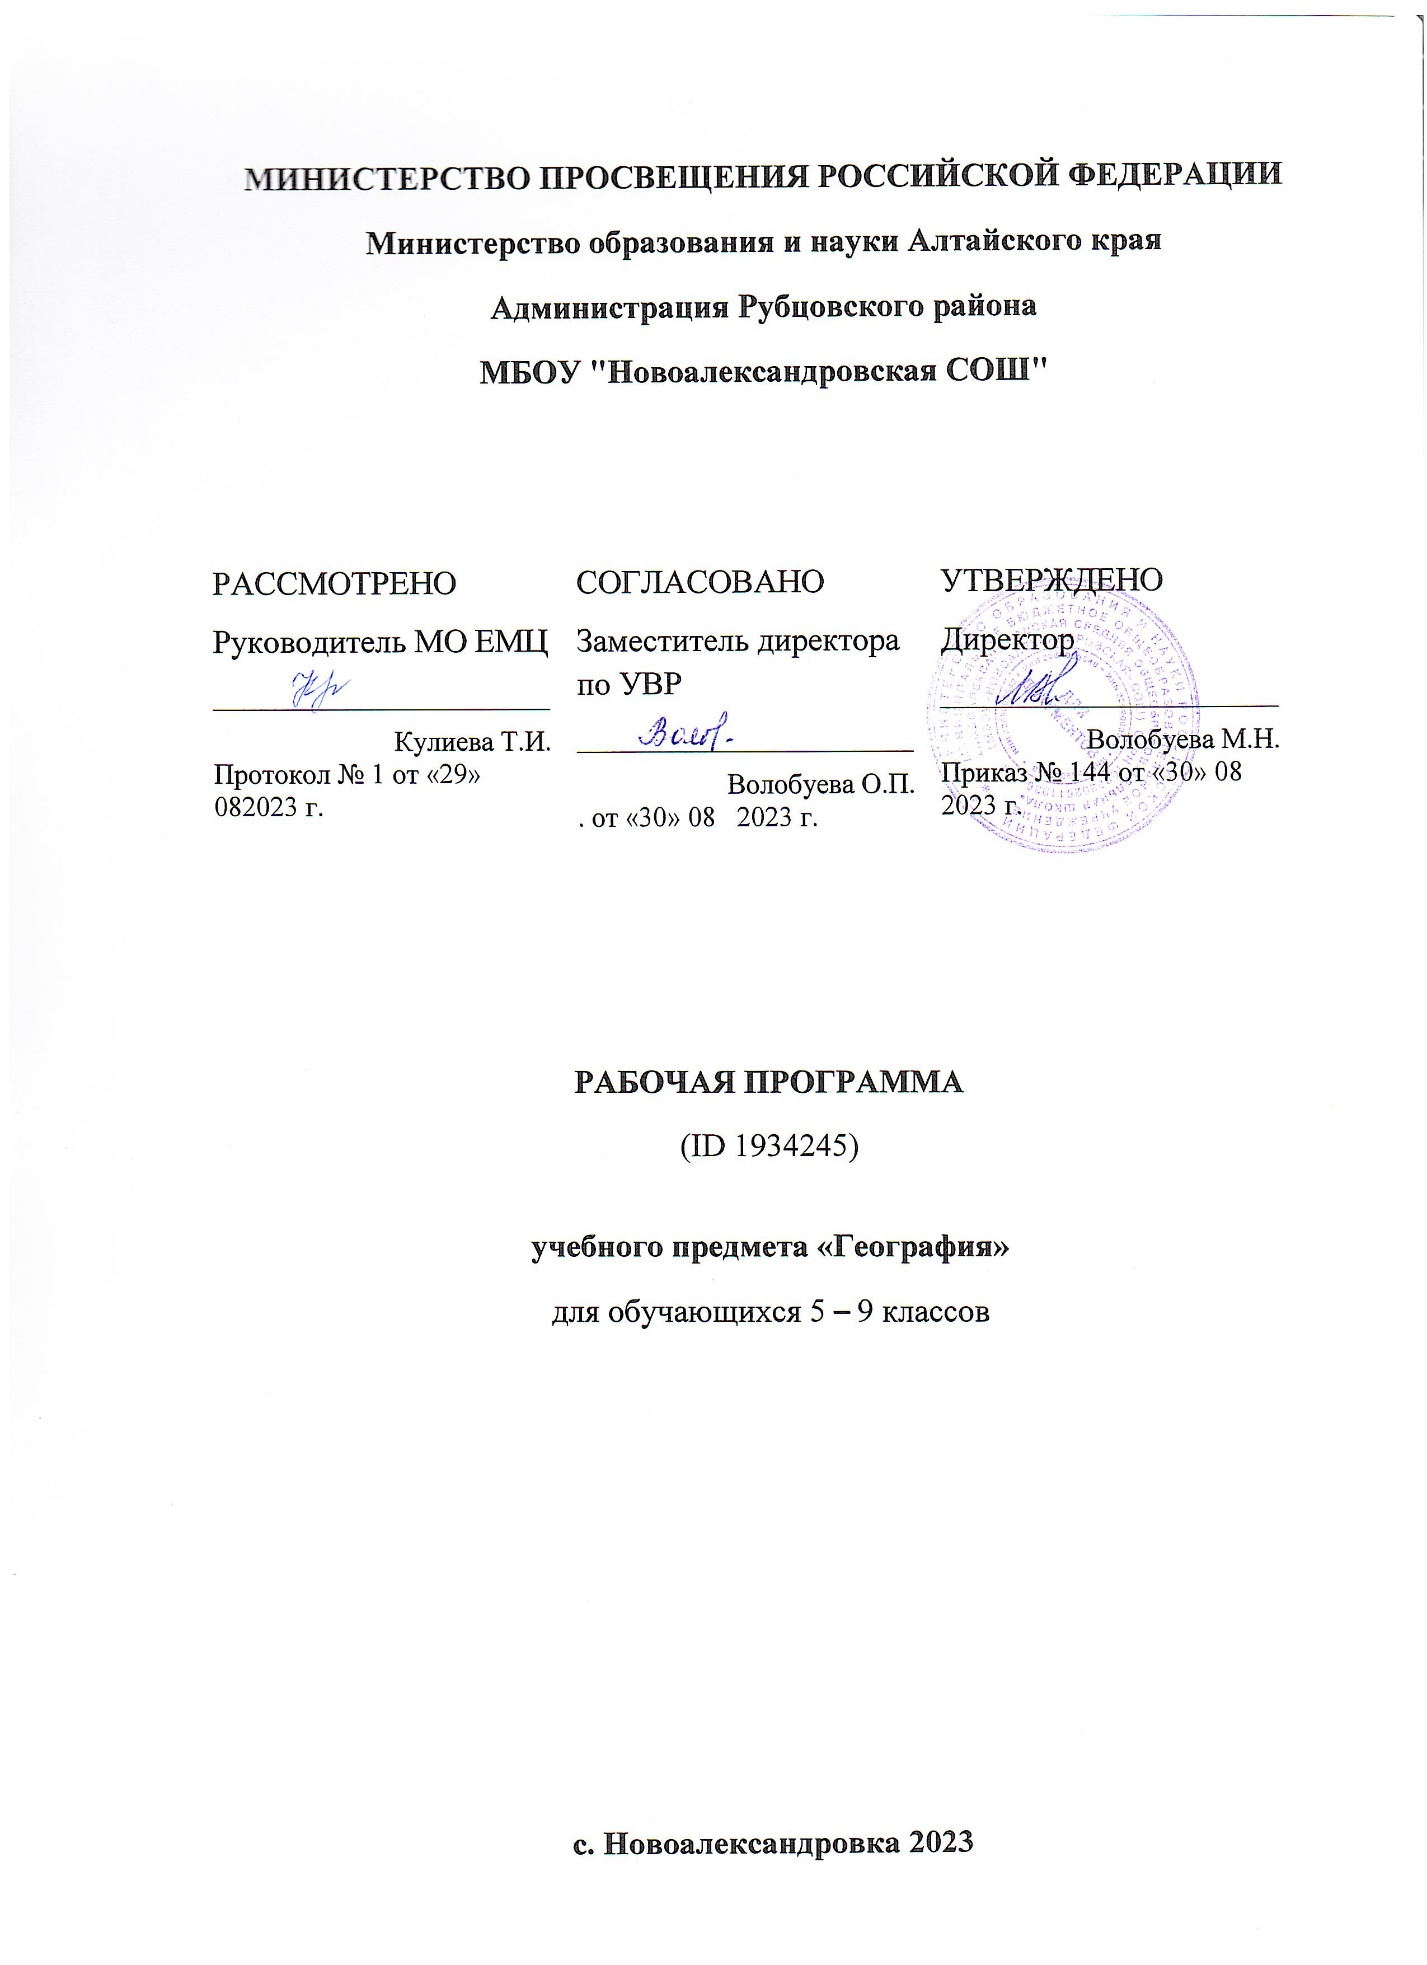 МИНИСТЕРСТВО ПРОСВЕЩЕНИЯ РОССИЙСКОЙ ФЕДЕРАЦИИ
Министерство образования и науки Алтайского края
Администрация Рубцовского района
МБОУ "Новоалександровская СОШ"
РАССМОТРЕНО
Руководитель МО ЕМЦ
Кулиева Т.И.
Протокол № 1 от «29»
082023 г.
СОГЛАСОВАНО
Заместитель директора
по УВР
Волобуева О.П.
. от «30» 08 2023 г.
УТВЕРЖДЕНО
Директор
Волобуева М.Н.
Приказ № 144 от «30» 08
2023 г.
РАБОЧАЯ ПРОГРАММА
(ID 1934245)
учебного предмета «География»
для обучающихся 5 – 9 классов
с. Новоалександровка 2023